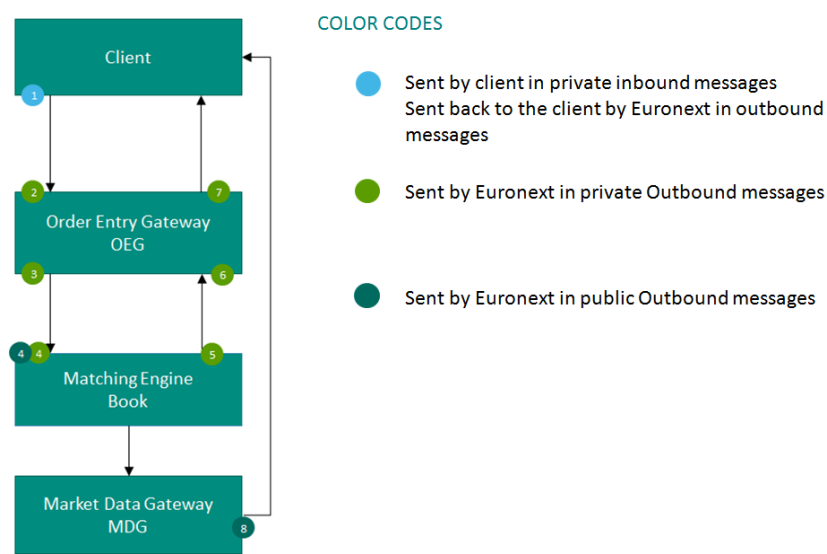 COLOR CODES
Client
1
Sent by client in private inbound messages
Sent back to the client by Euronext in outbound
messages
2
7
Sent by Euronext in private Outbound messages
Order Entry Gateway
OEG
3
6
Sent by Euronext in public Outbound messages
4
4
5
Matching Engine
Book
Market Data Gateway
MDG
8